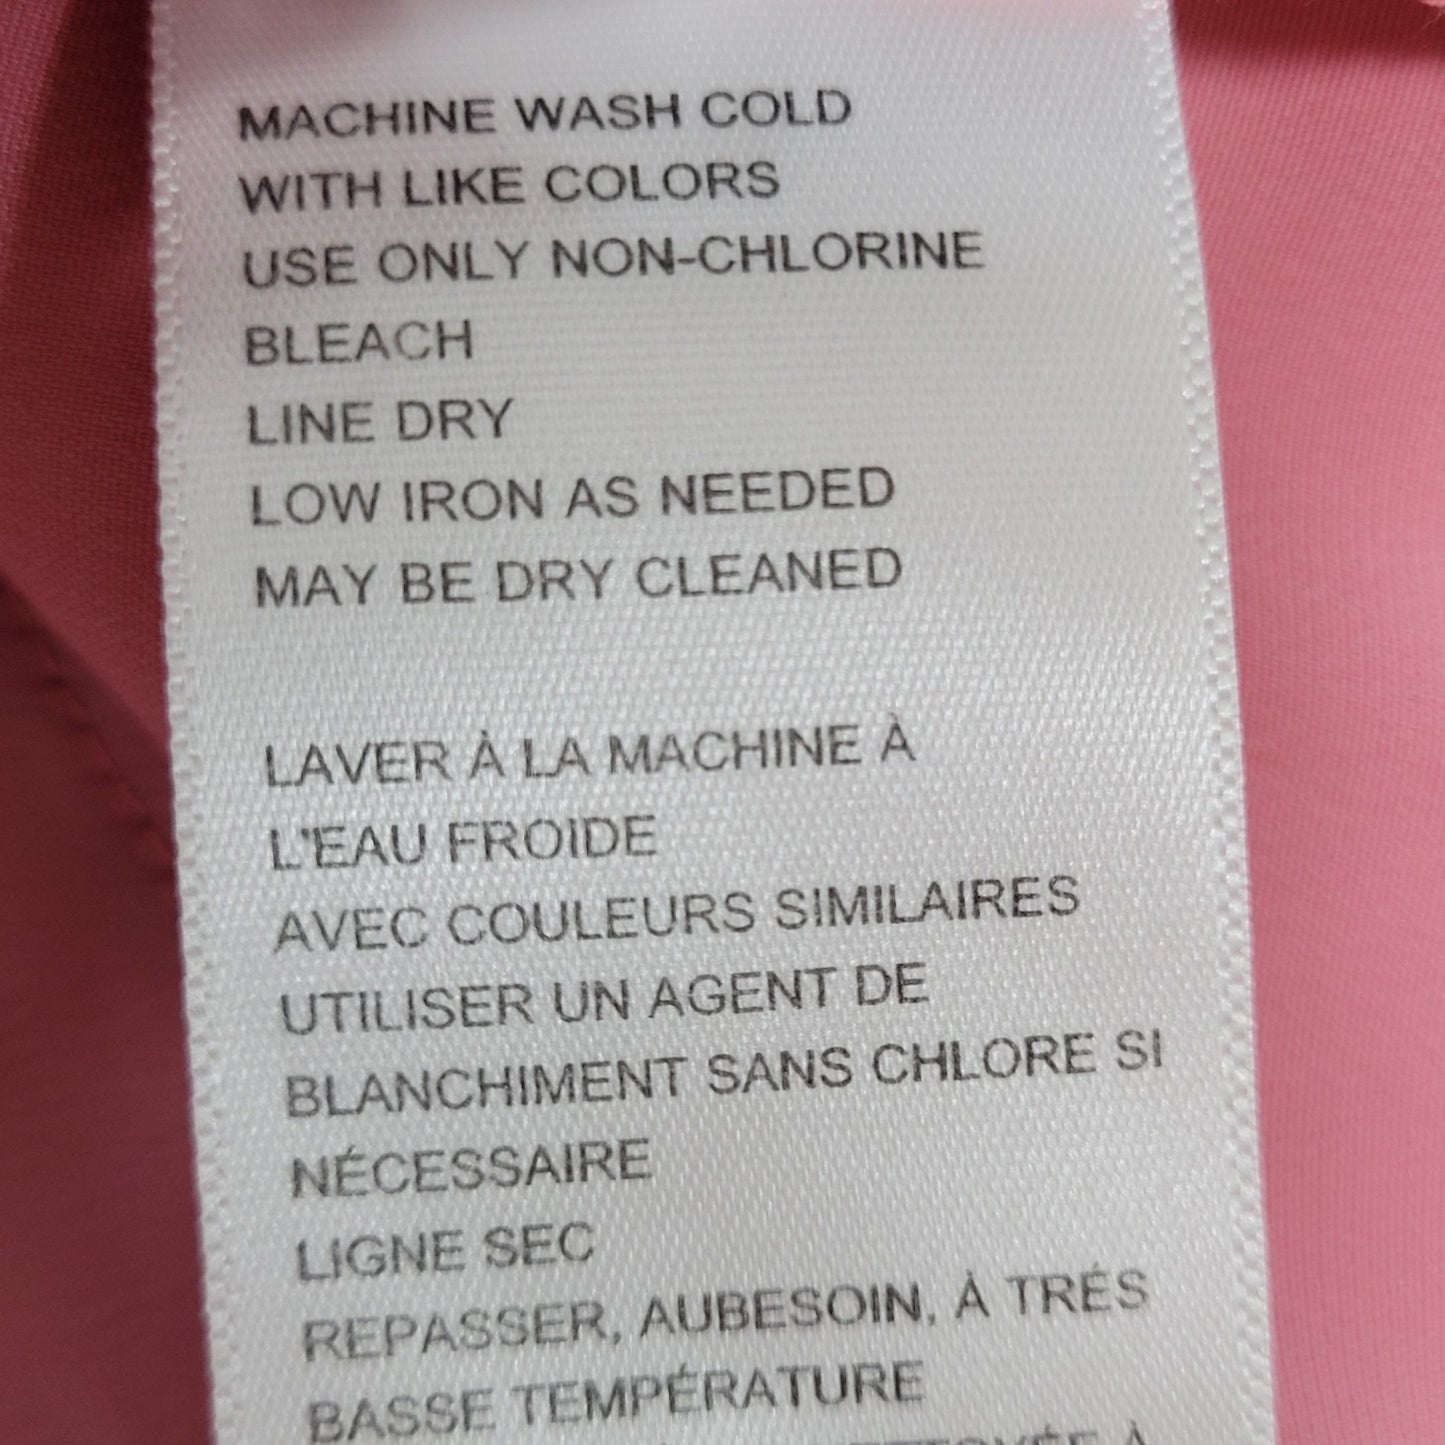 MACHINE WASH COLD
WITH LIKE COLORS
USE ONLY NON-CHLORINE
BLEACH
LINE DRY
LOW IRON AS NEEDED
MAY BE DRY CLEANED
LAVER À LA MACHINE À
L'EAU FROIDE
AVEC COULEURS SIMILAIRES
UTILISER UN AGENT DE
BLANCHIMENT SANS CHLORE SI
NÉCESSAIRE
LIGNE SEC
REPASSER, AUBESOIN, À TRÉS
BASSE TEMPÉRATURE
À